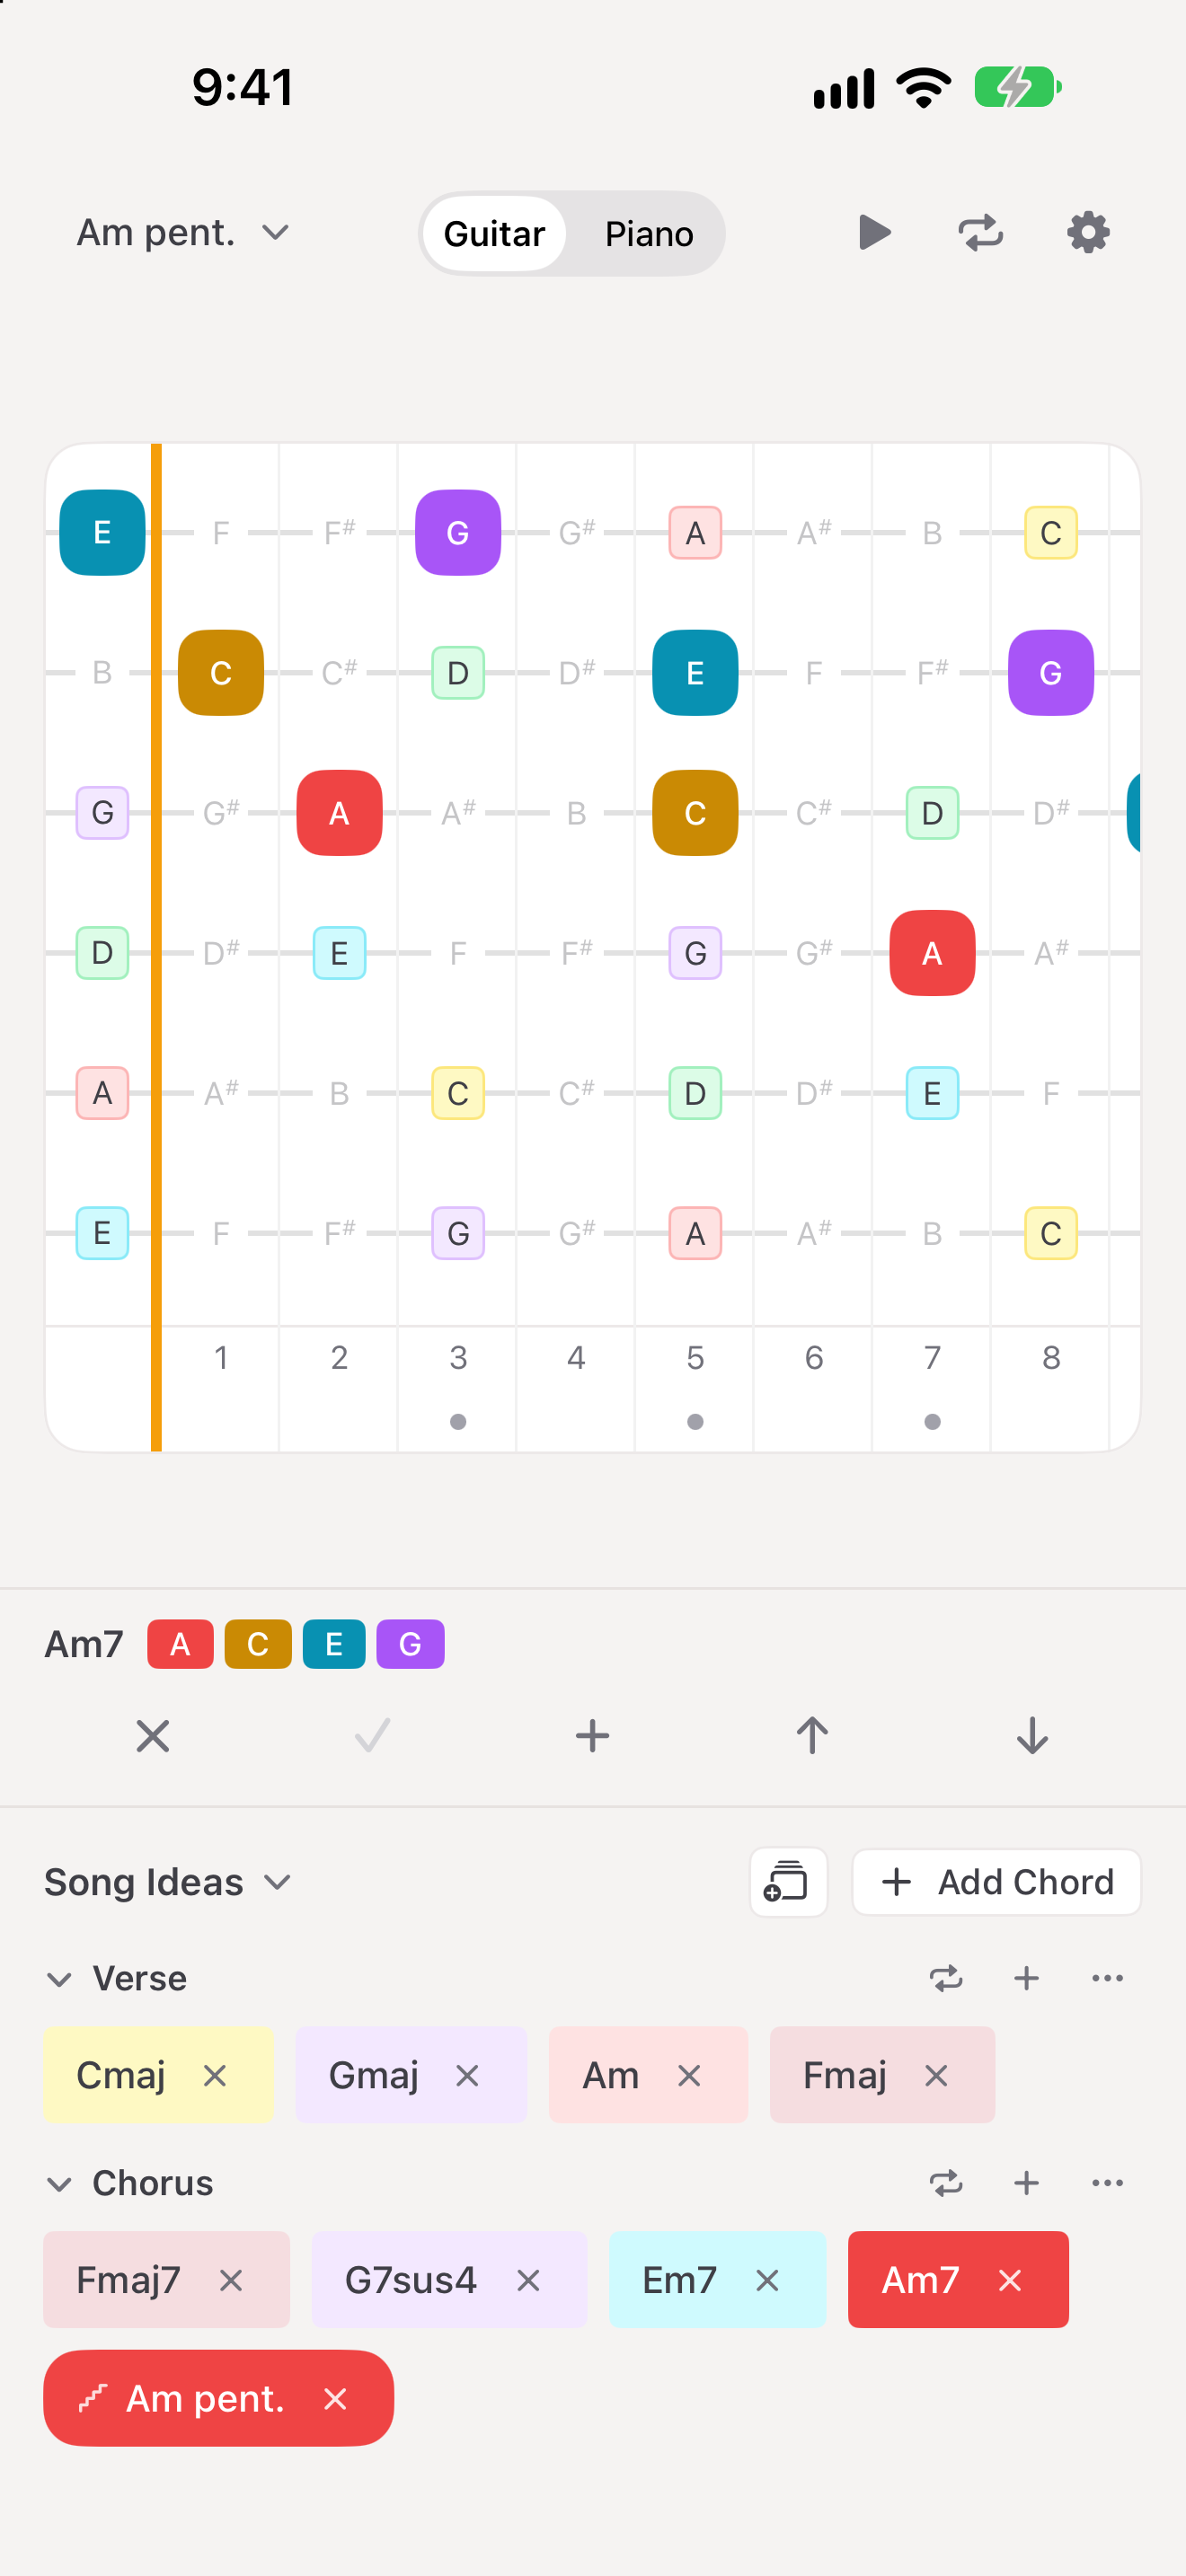 9:41
Am pent. Guitar Piano
E F F# G G# A A# B C
B C C# D D# E F F# G
G G# A A# B C C# D D#
D D# E F F# G G# A A#
A A# B C C# D D# E F
E F F# G G# A A# B C
1 2 3 4 5 6 7 8
Am7 A C E G
Song Ideas Add Chord
Verse
Cmaj Gmaj Am Fmaj
Chorus
Fmaj7 G7sus4 Em7 Am7
Am pent.